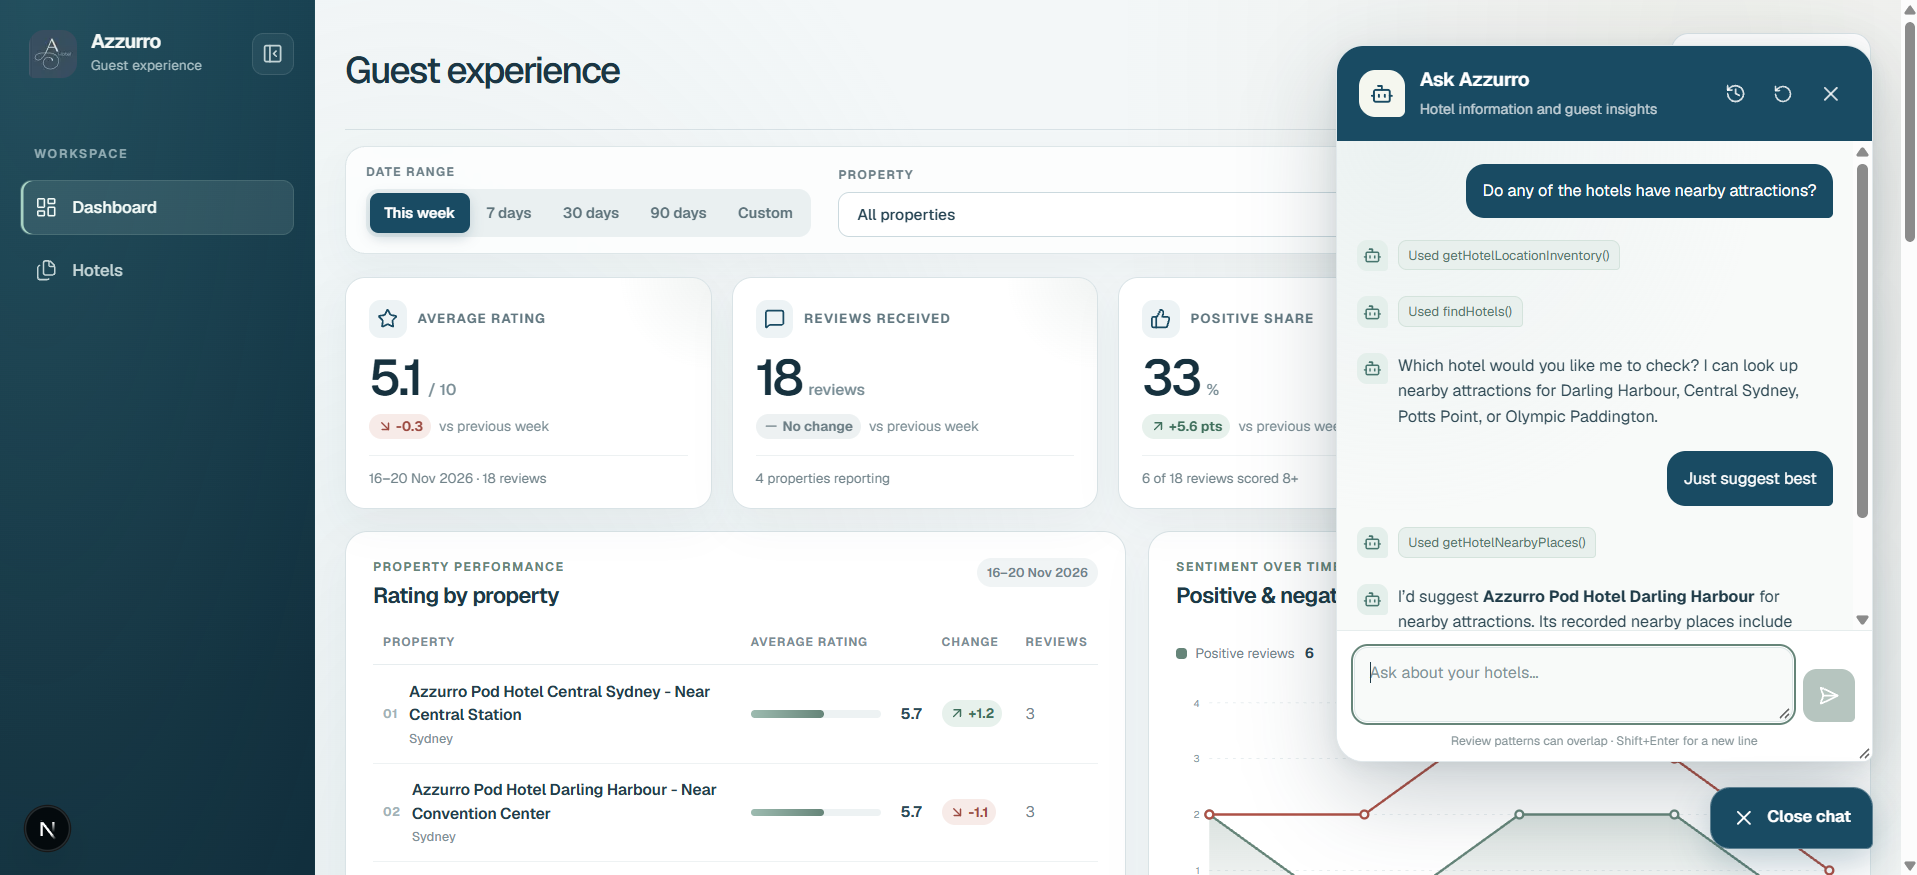 Azzurro
Guest experience
WORKSPACE
Dashboard
Hotels
N
Guest experience
DATE RANGE
This week
7 days
30 days
90 days
Custom
PROPERTY
All properties
AVERAGE RATING
5.1 / 10
-0.3 vs previous week
16–20 Nov 2026 · 18 reviews
REVIEWS RECEIVED
18 reviews
No change vs previous week
4 properties reporting
POSITIVE SHARE
33 %
+5.6 pts vs previous
6 of 18 reviews scored 8+
PROPERTY PERFORMANCE
Rating by property
16–20 Nov 2026
PROPERTY AVERAGE RATING CHANGE REVIEWS
01 Azzurro Pod Hotel Central Sydney - Near
Central Station
Sydney
5.7 +1.2 3
02 Azzurro Pod Hotel Darling Harbour - Near
Convention Center
Sydney
5.7 -1.1 3
SENTIMENT OVER TIM
Positive & negat
Positive reviews 6
4
3
2
1
Ask Azzurro
Hotel information and guest insights
Do any of the hotels have nearby attractions?
Used getHotelLocationInventory()
Used findHotels()
Which hotel would you like me to check? I can look up
nearby attractions for Darling Harbour, Central Sydney,
Potts Point, or Olympic Paddington.
Just suggest best
Used getHotelNearbyPlaces()
I'd suggest Azzurro Pod Hotel Darling Harbour for
nearby attractions. Its recorded nearby places include
Ask about your hotels...
Review patterns can overlap · Shift+Enter for a new line
Close chat